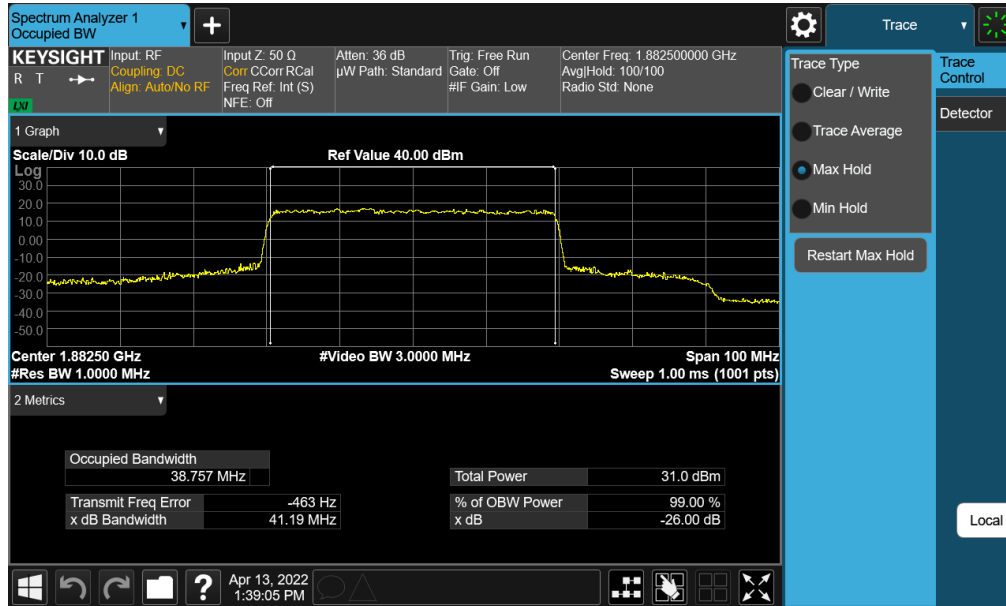 Spectrum Analyzer 1
Occupied BW
+
Trace
KEYSIGHT
R T
LXI
Input: RF
Coupling: DC
Align: Auto/No RF
Input Z: 50 Ω
Corr CCorr RCal
Freq Ref: Int (S)
NFE: Off
Atten: 36 dB
µW Path: Standard
Trig: Free Run
Gate: Off
#IF Gain: Low
Center Freq: 1.882500000 GHz
Avg|Hold: 100/100
Radio Std: None
Trace Type
Clear / Write
Trace Average
Max Hold
Min Hold
Restart Max Hold
Trace
Control
Detector
Local
1 Graph
Scale/Div 10.0 dB
Ref Value 40.00 dBm
Log
30.0
20.0
10.0
0.00
-10.0
-20.0
-30.0
-40.0
-50.0
Center 1.88250 GHz
#Video BW 3.0000 MHz
Span 100 MHz
#Res BW 1.0000 MHz
Sweep 1.00 ms (1001 pts)
2 Metrics
Occupied Bandwidth
38.757 MHz
Total Power 31.0 dBm
Transmit Freq Error -463 Hz
% of OBW Power 99.00 %
x dB Bandwidth 41.19 MHz
x dB -26.00 dB
?
Apr 13, 2022
1:39:05 PM